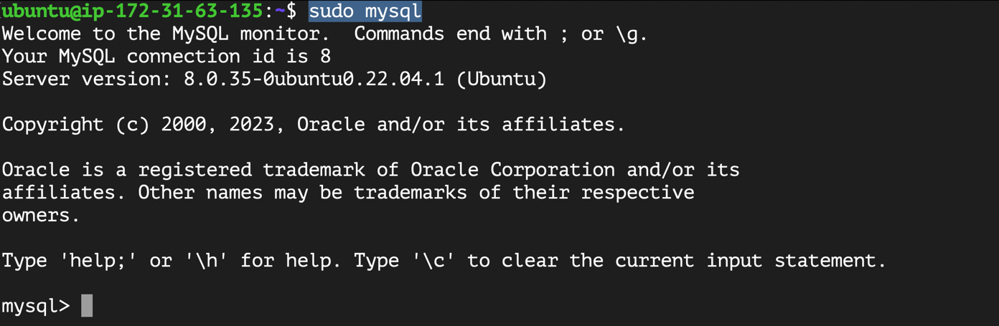 ubuntu@ip-172-31-63-135:~$ sudo mysql
Welcome to the MySQL monitor.  Commands end with ; or \g.
Your MySQL connection id is 8
Server version: 8.0.35-0ubuntu0.22.04.1 (Ubuntu)
Copyright (c) 2000, 2023, Oracle and/or its affiliates.
Oracle is a registered trademark of Oracle Corporation and/or its
affiliates. Other names may be trademarks of their respective
owners.
Type 'help;' or '\h' for help. Type '\c' to clear the current input statement.
mysql>